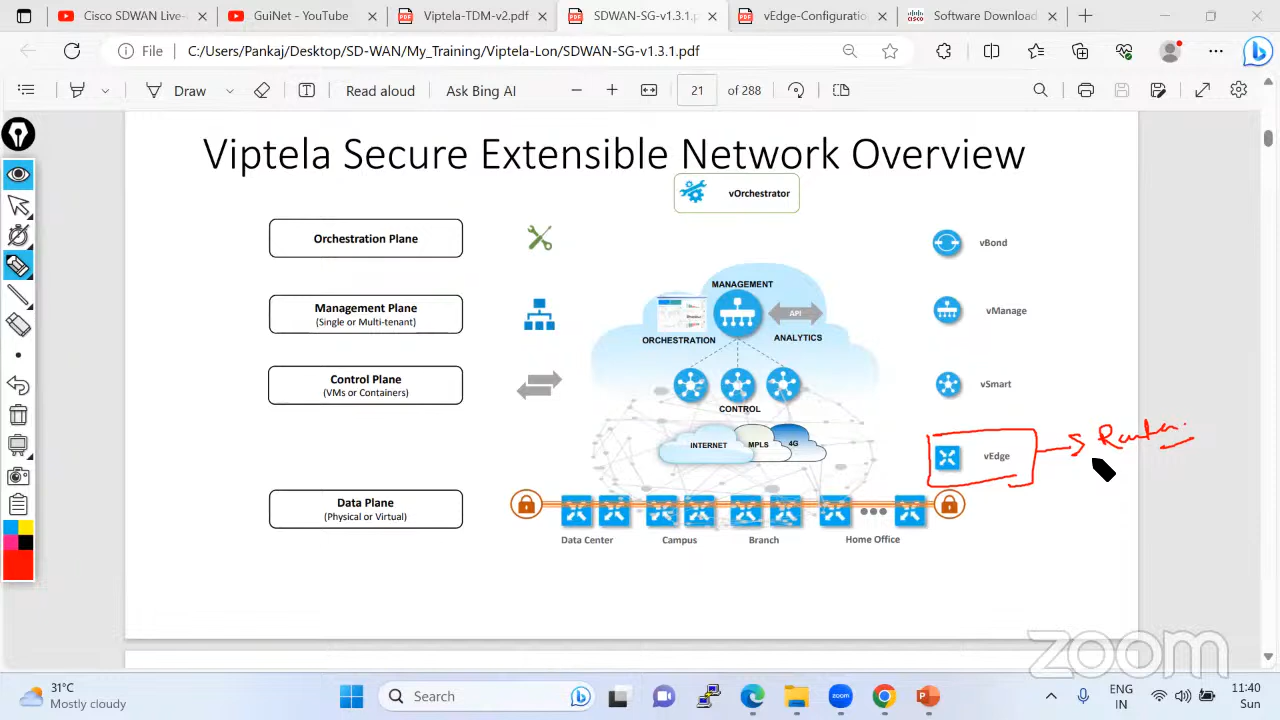 Cisco SDWAN Live-
GuiNet - YouTube
Viptela-TDM-v2.pdf
SDWAN-SG-v1.3.1.p
vEdge-Configuratio
Software Download
File
C:/Users/Pankaj/Desktop/SD-WAN/My_Training/Viptela-Lon/SDWAN-SG-v1.3.1.pdf
Draw
Read aloud
Ask Bing AI
21
of 288
Viptela Secure Extensible Network Overview
vOrchestrator
Orchestration Plane
vBond
MANAGEMENT
Management Plane
(Single or Multi-tenant)
API
vManage
ORCHESTRATION
ANALYTICS
Control Plane
(VMs or Containers)
vSmart
CONTROL
INTERNET
MPLS
4G
vEdge
Router
Data Plane
(Physical or Virtual)
Data Center
Campus
Branch
Home Office
zoom
31°C
Mostly cloudy
Search
zoom
ENG
IN
11:40
Sun